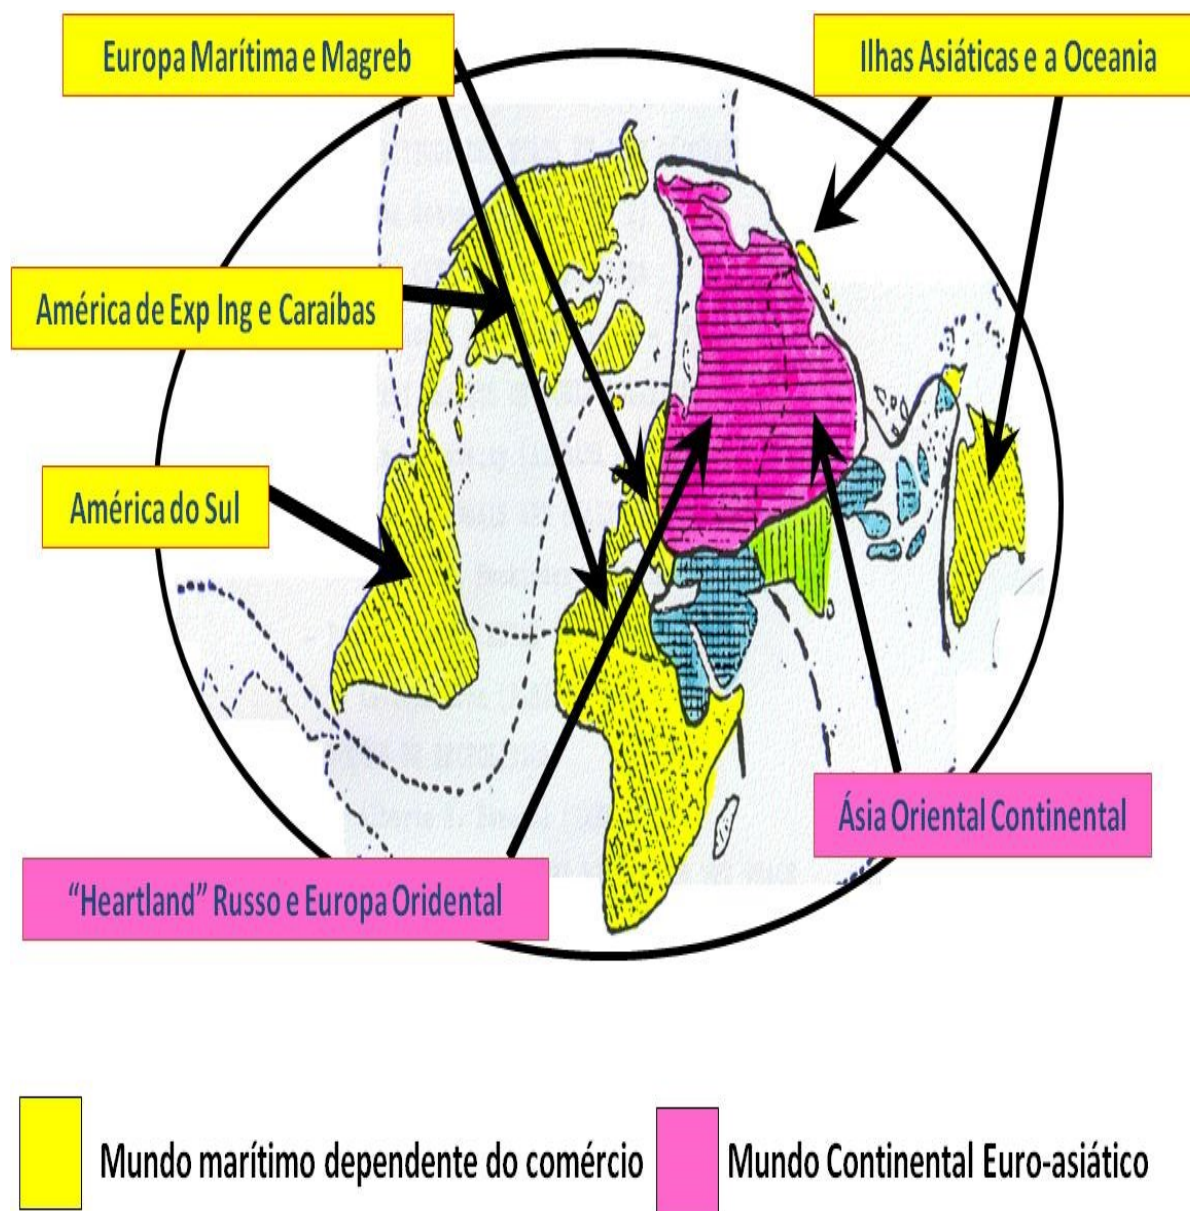 Europa Marítima e Magreb
Ilhas Asiáticas e a Oceania
América de Exp Ing e Caraíbas
América do Sul
Ásia Oriental Continental
“Heartland” Russo e Europa Oridental
Mundo marítimo dependente do comércio
Mundo Continental Euro-asiático